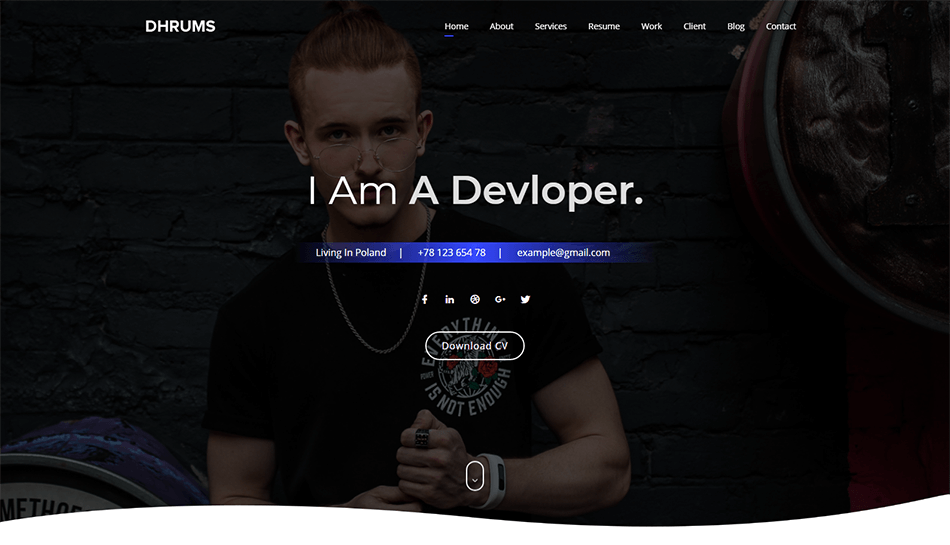 DHRUMS
Home About Services Resume Work Client Blog Contact
I Am A Devloper.
Living In Poland | +78 123 654 78 | example@gmail.com
Download CV
EVERYTHING
IS NOT ENOUGH
METHOD